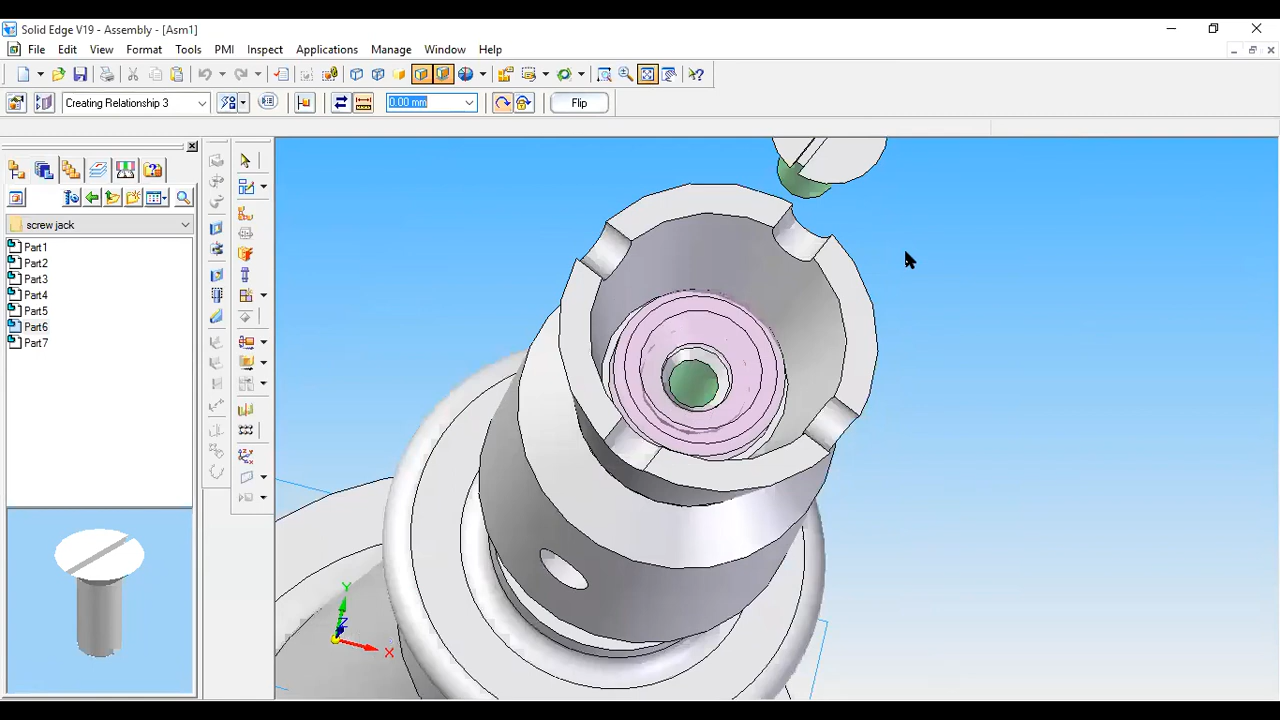 Solid Edge V19 - Assembly - [Asm1]
File Edit View Format Tools PMI Inspect Applications Manage Window Help
Creating Relationship 3
0.00 mm
Flip
screw jack
Part1
Part2
Part3
Part4
Part5
Part6
Part7
Y
Z
X